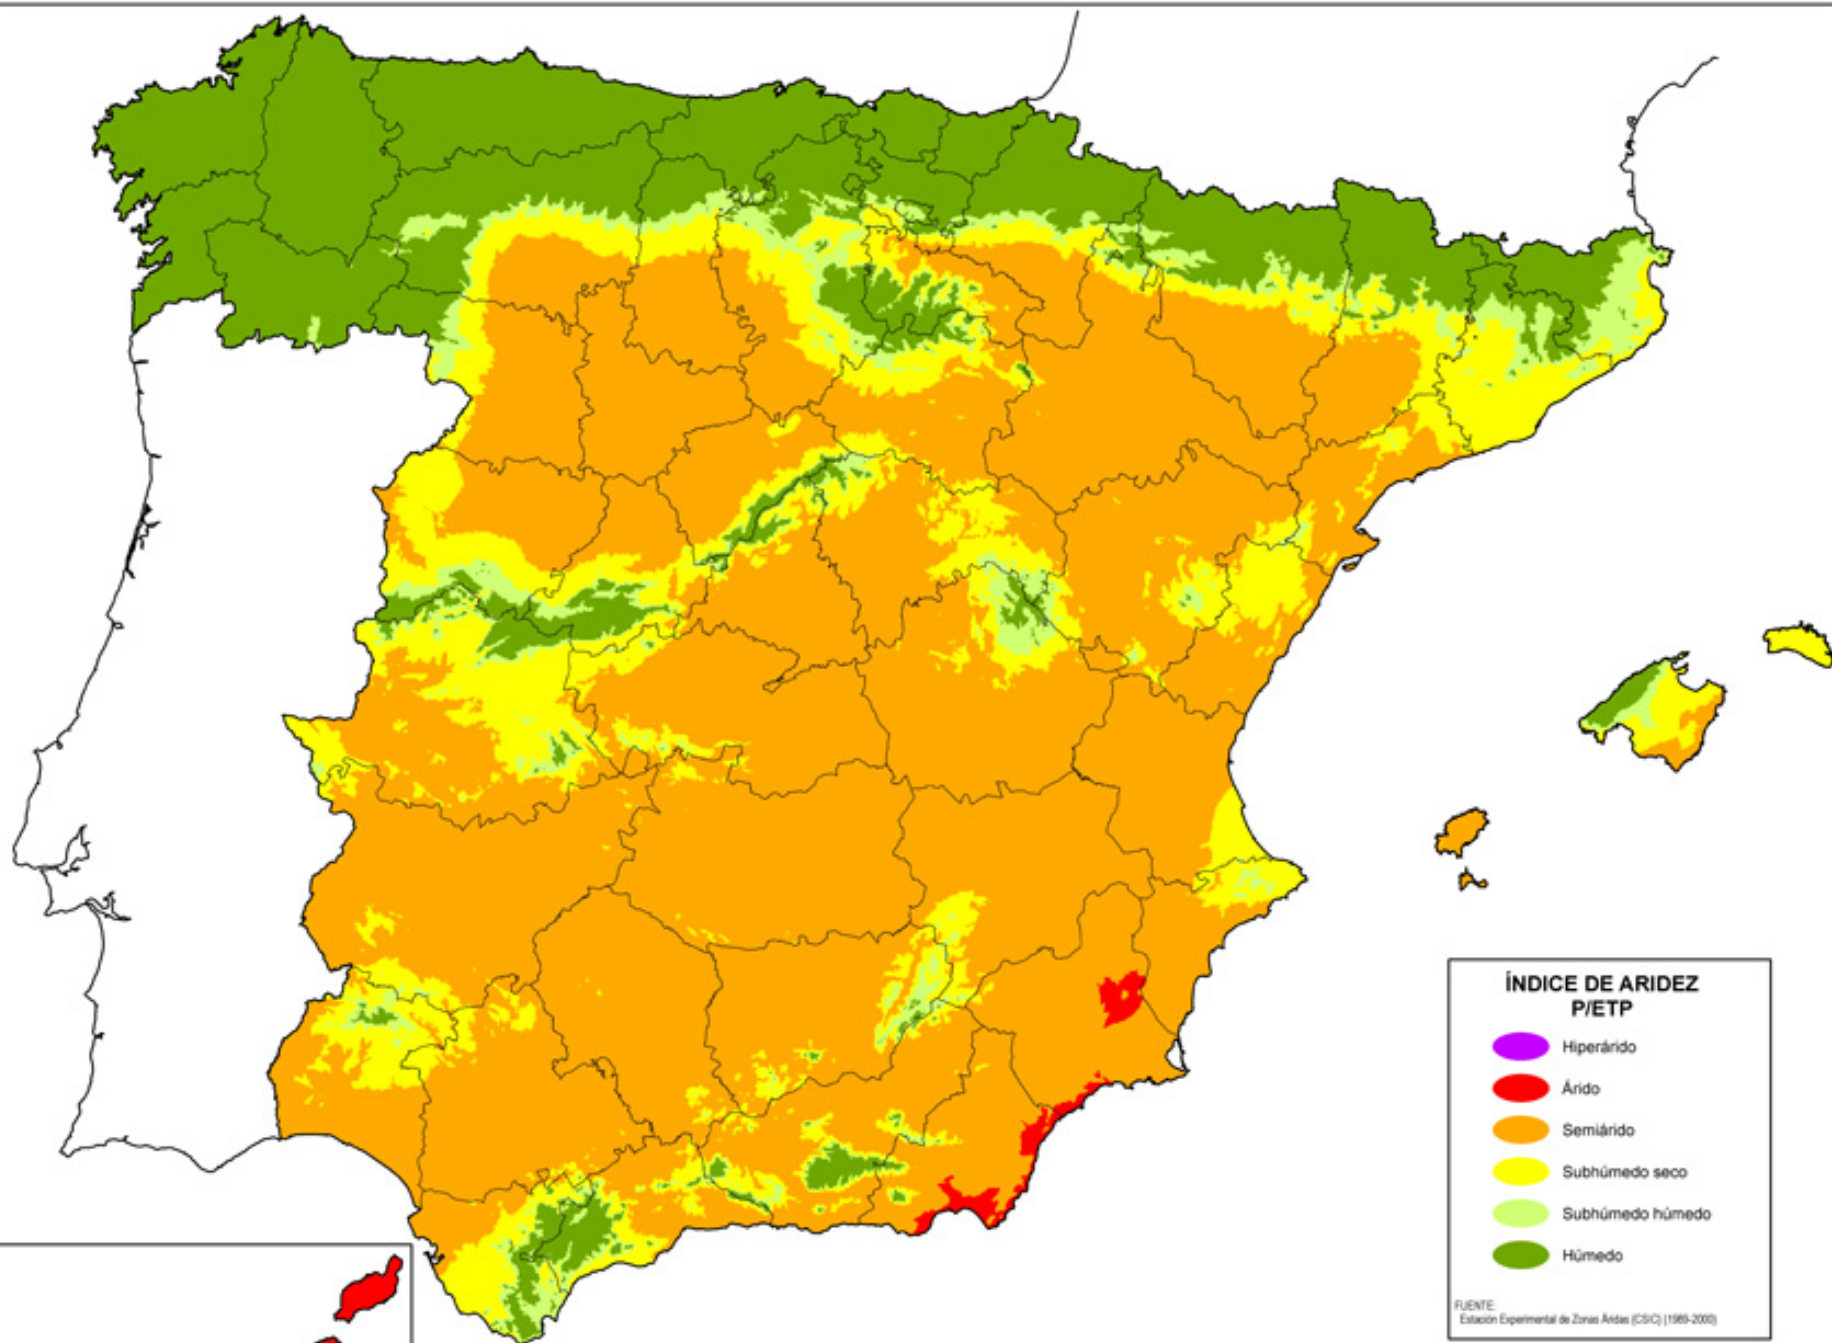 ÍNDICE DE ARIDEZ
P/ETP
Hiperárido
Árido
Semiárido
Subhúmedo seco
Subhúmedo húmedo
Húmedo
FUENTE:
Estación Experimental de Zonas Áridas (CSIC) (1989-2000)